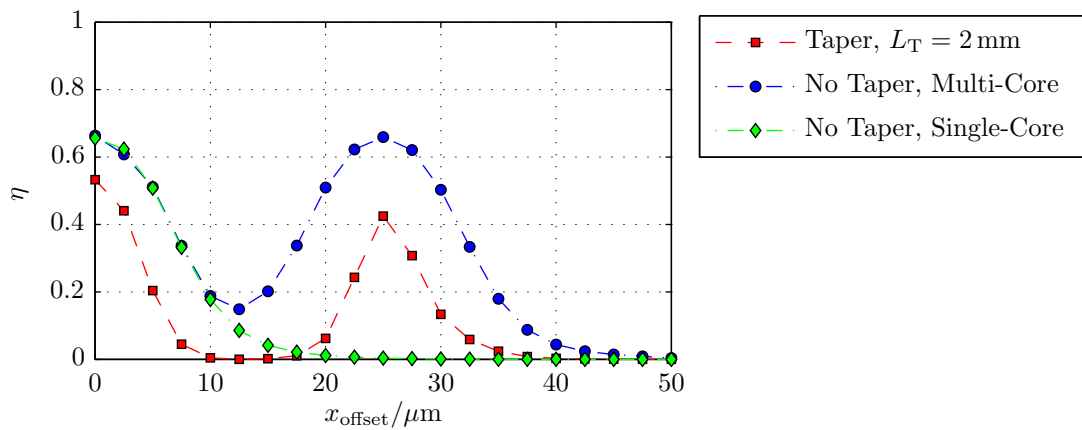 1
0.8
0.6
0.4
0.2
0
η
0 10 20 30 40 50
x_offset/μm
Taper, L_T = 2 mm
No Taper, Multi-Core
No Taper, Single-Core